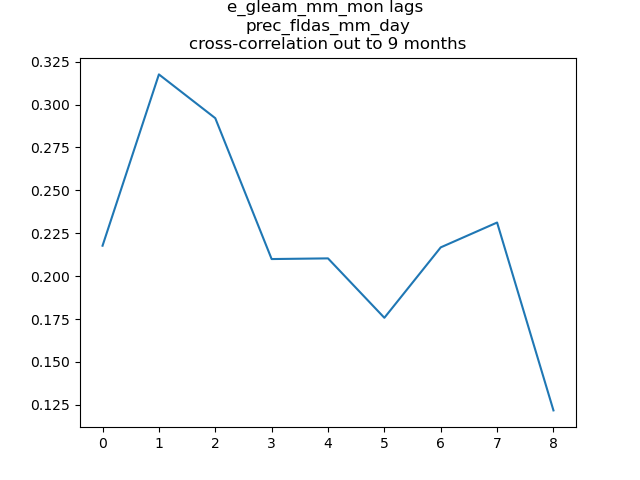 e_gleam_mm_mon lags
prec_fldas_mm_day
cross-correlation out to 9 months
0.325
0.300
0.275
0.250
0.225
0.200
0.175
0.150
0.125
0 1 2 3 4 5 6 7 8